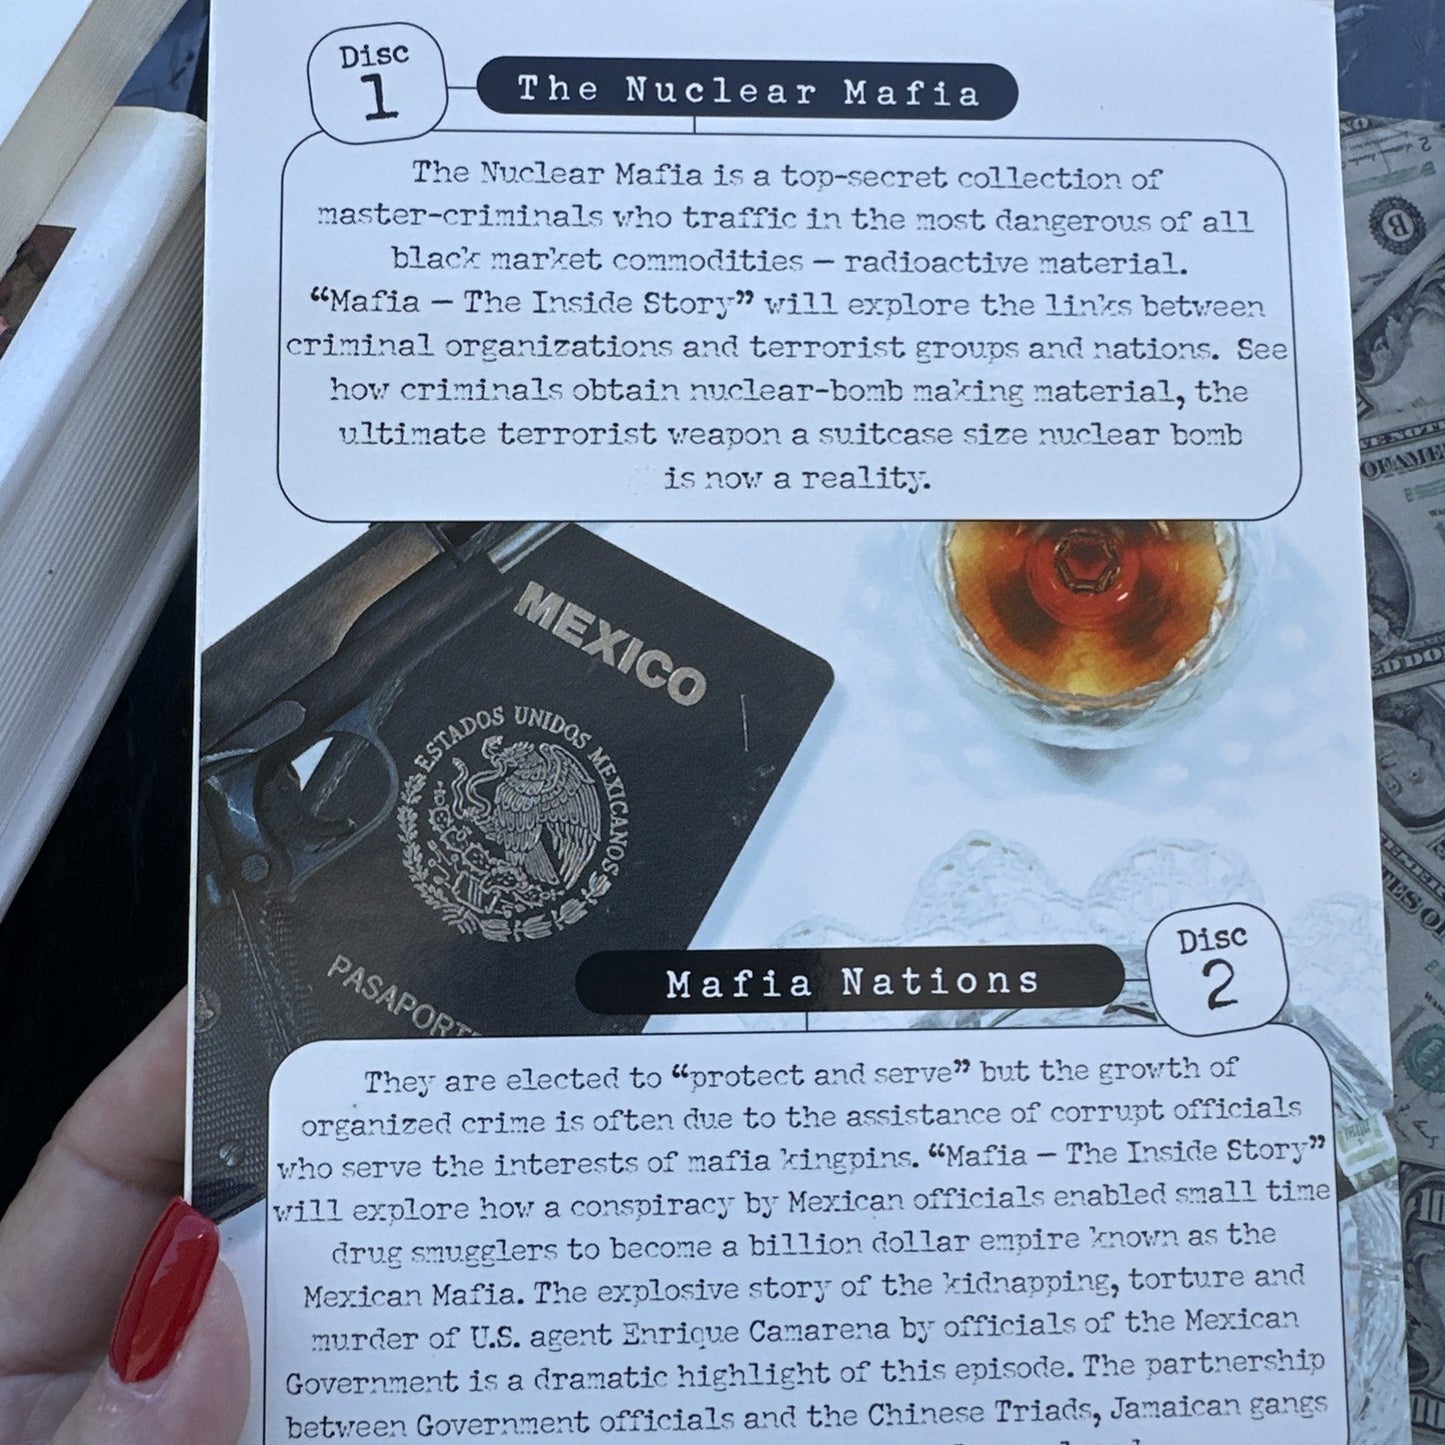 Disc
1
The Nuclear Mafia
The Nuclear Mafia is a top-secret collection of
master-criminals who traffic in the most dangerous of all
black market commodities – radioactive material.
“Mafia – The Inside Story” will explore the links between
criminal organizations and terrorist groups and nations. See
how criminals obtain nuclear-bomb making material, the
ultimate terrorist weapon a suitcase size nuclear bomb
is now a reality.
MEXICO
ESTADOS UNIDOS MEXICANOS
PASAPORTE
Disc
2
Mafia Nations
They are elected to “protect and serve” but the growth of
organized crime is often due to the assistance of corrupt officials
who serve the interests of mafia kingpins. “Mafia – The Inside Story”
will explore how a conspiracy by Mexican officials enabled small time
drug smugglers to become a billion dollar empire known as the
Mexican Mafia. The explosive story of the kidnapping, torture and
murder of U.S. agent Enrique Camarena by officials of the Mexican
Government is a dramatic highlight of this episode. The partnership
between Government officials and the Chinese Triads, Jamaican gangs